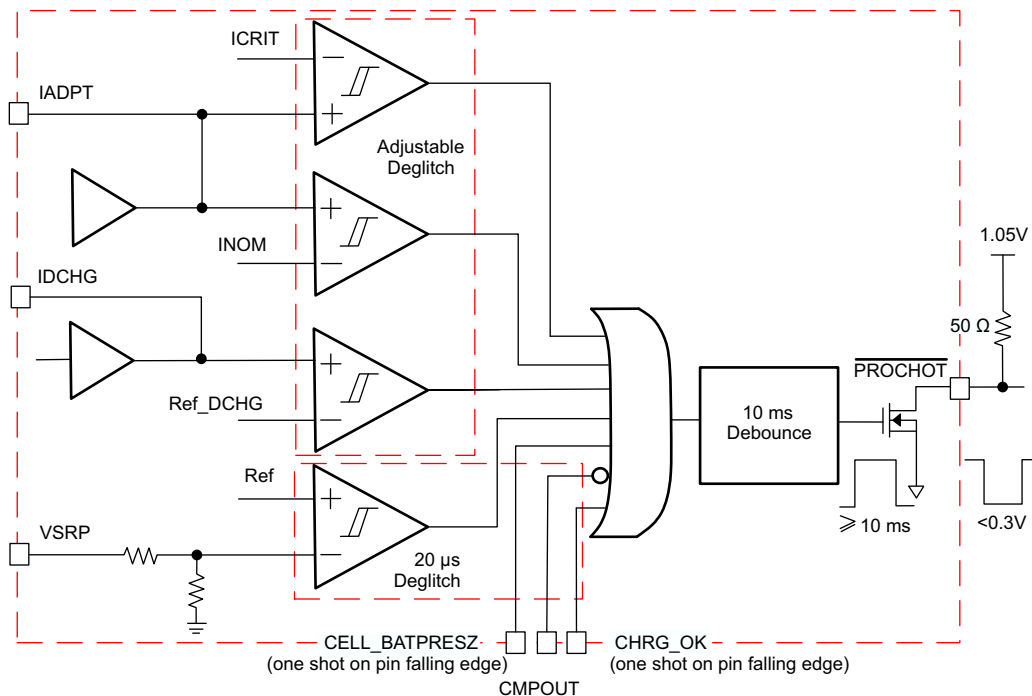 ICRIT
−
IADPT
+
Adjustable
Deglitch
+
INOM
−
1.05V
IDCHG
50 Ω
+
PROCHOT
Ref_DCHG
−
10 ms
Debounce
Ref
+
⩾ 10 ms
<0.3V
VSRP
−
20 µs
Deglitch
CELL_BATPRESZ
(one shot on pin falling edge)
CHRG_OK
(one shot on pin falling edge)
CMPOUT